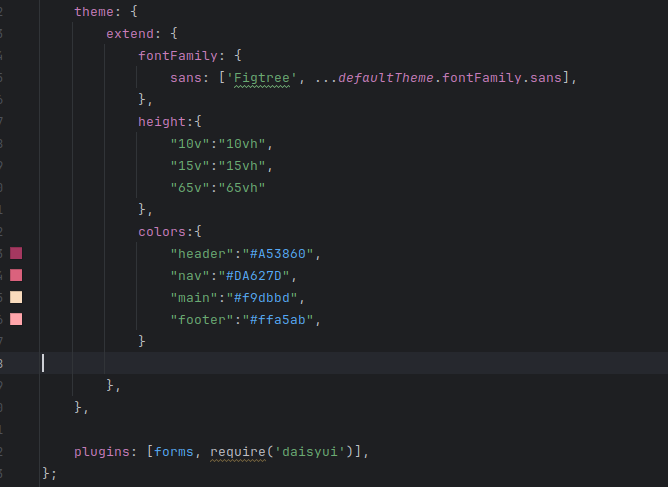 theme: {
extend: {
fontFamily: {
sans: ['Figtree', ...defaultTheme.fontFamily.sans],
},
height:{
"10v":"10vh",
"15v":"15vh",
"65v":"65vh"
},
colors:{
"header":"#A53860",
"nav":"#DA627D",
"main":"#f9dbbd",
"footer":"#ffa5ab",
}
},
},
plugins: [forms, require('daisyui')],
};